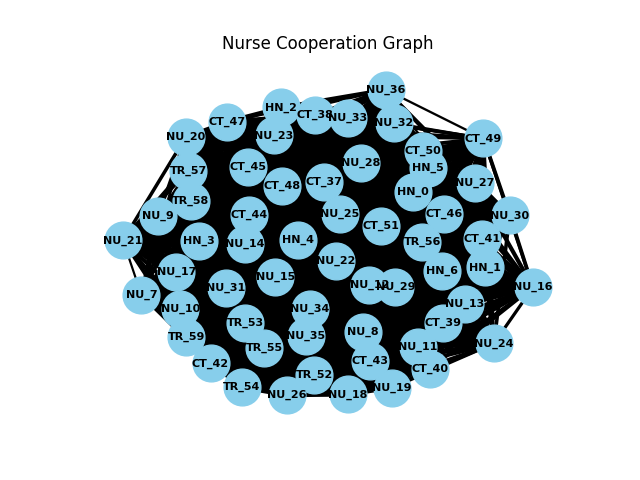 Nurse Cooperation Graph
NU_36
HN_2
CT_38
NU_33
CT_47
NU_32
NU_20
NU_23
CT_49
CT_50
NU_28
CT_45
HN_5
TR_57
CT_37
NU_27
CT_48
HN_0
TR_58
NU_9
CT_44
NU_25
CT_46
NU_30
CT_51
NU_21
HN_3
NU_14
HN_4
TR_56
CT_41
NU_22
NU_17
HN_6
HN_1
NU_15
NU_12
NU_29
NU_16
NU_31
NU_7
NU_10
NU_34
NU_13
TR_53
CT_39
TR_59
NU_35
NU_8
NU_24
TR_55
NU_11
CT_42
CT_43
CT_40
TR_52
TR_54
NU_26
NU_18
NU_19